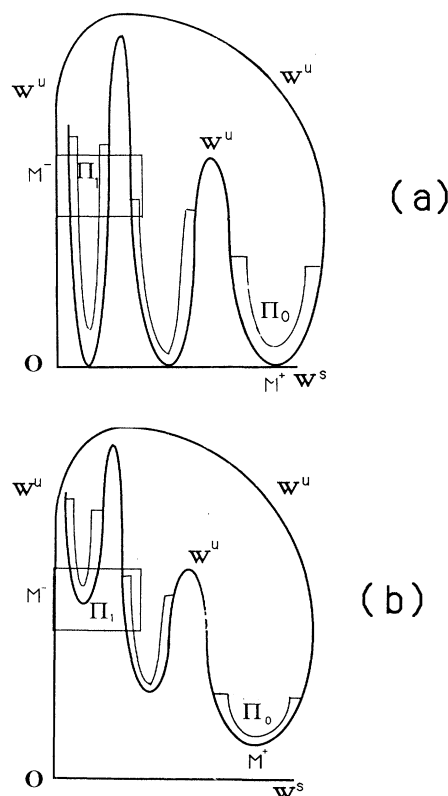 W^u W^u
W^u
M^- Π_1
(a)
Π_0
O M^+ W^s
W^u W^u
W^u
M^- Π_1
(b)
Π_0
M^+
O W^s